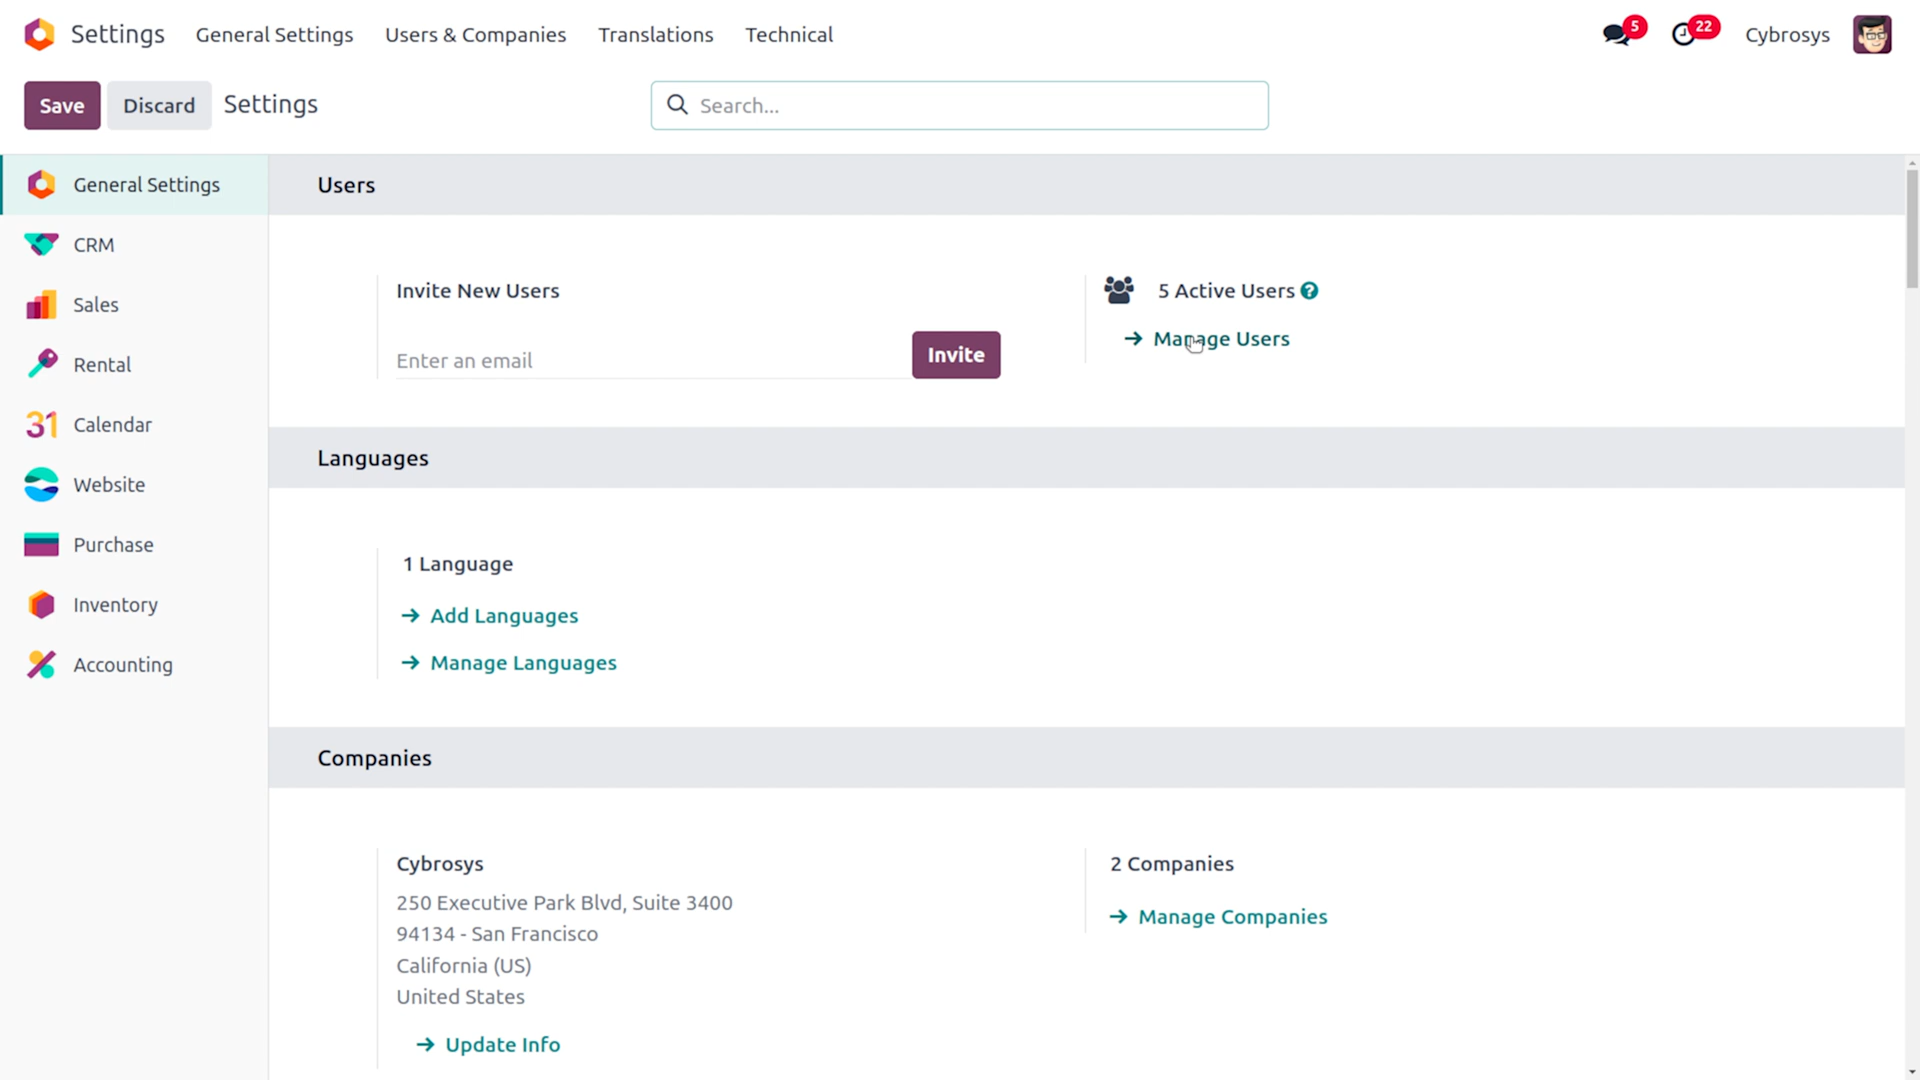 Settings General Settings Users & Companies Translations Technical 5 22 Cybrosys
Save Discard Settings Search...
General Settings
CRM
Sales
Rental
31 Calendar
Website
Purchase
Inventory
Accounting
Users
Invite New Users
Enter an email Invite
5 Active Users ?
→ Manage Users
Languages
1 Language
→ Add Languages
→ Manage Languages
Companies
Cybrosys
250 Executive Park Blvd, Suite 3400
94134 - San Francisco
California (US)
United States
→ Update Info
2 Companies
→ Manage Companies